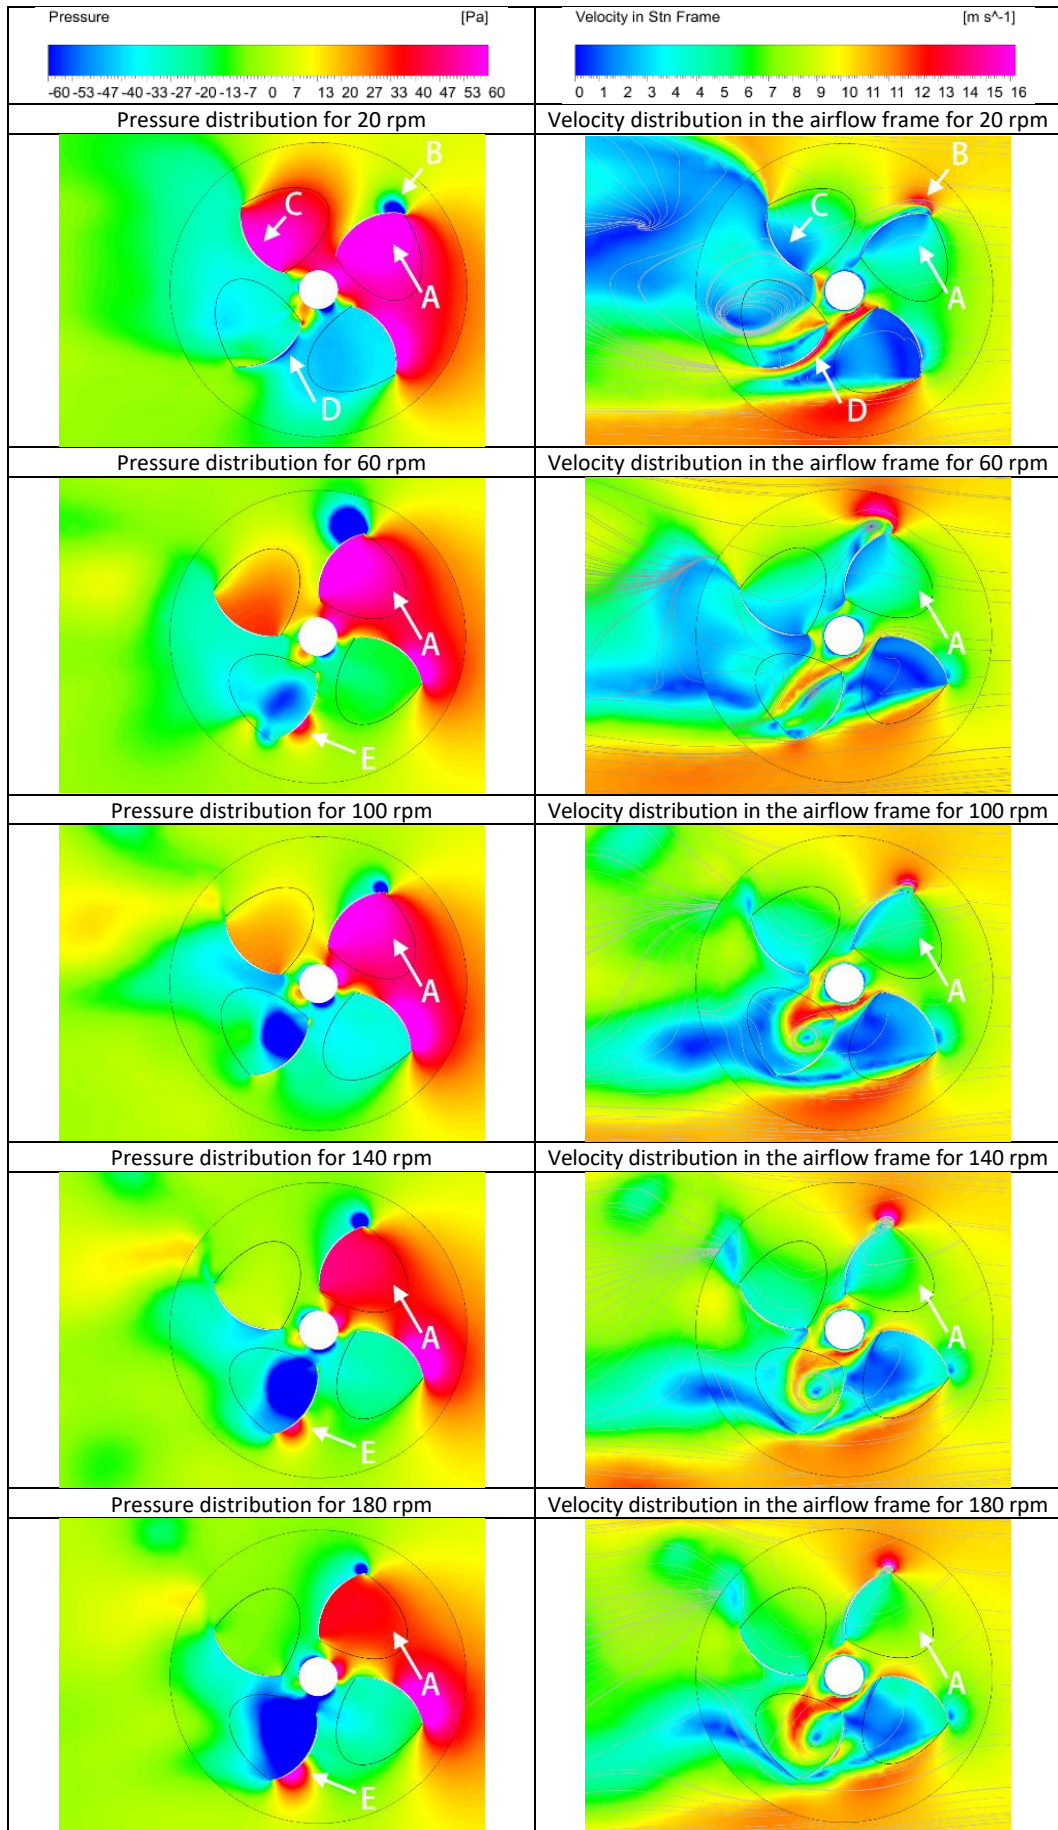 Pressure [Pa] Velocity in Stn Frame [m s^-1]
-60 -53 -47 -40 -33 -27 -20 -13 -7 0 7 13 20 27 33 40 47 53 60 0 1 2 3 4 4 5 6 7 8 9 10 11 11 12 13 14 15 16
Pressure distribution for 20 rpm Velocity distribution in the airflow frame for 20 rpm
B B
C C
A A
D D
Pressure distribution for 60 rpm Velocity distribution in the airflow frame for 60 rpm
A A
E
Pressure distribution for 100 rpm Velocity distribution in the airflow frame for 100 rpm
A A
Pressure distribution for 140 rpm Velocity distribution in the airflow frame for 140 rpm
A A
E
Pressure distribution for 180 rpm Velocity distribution in the airflow frame for 180 rpm
A A
E